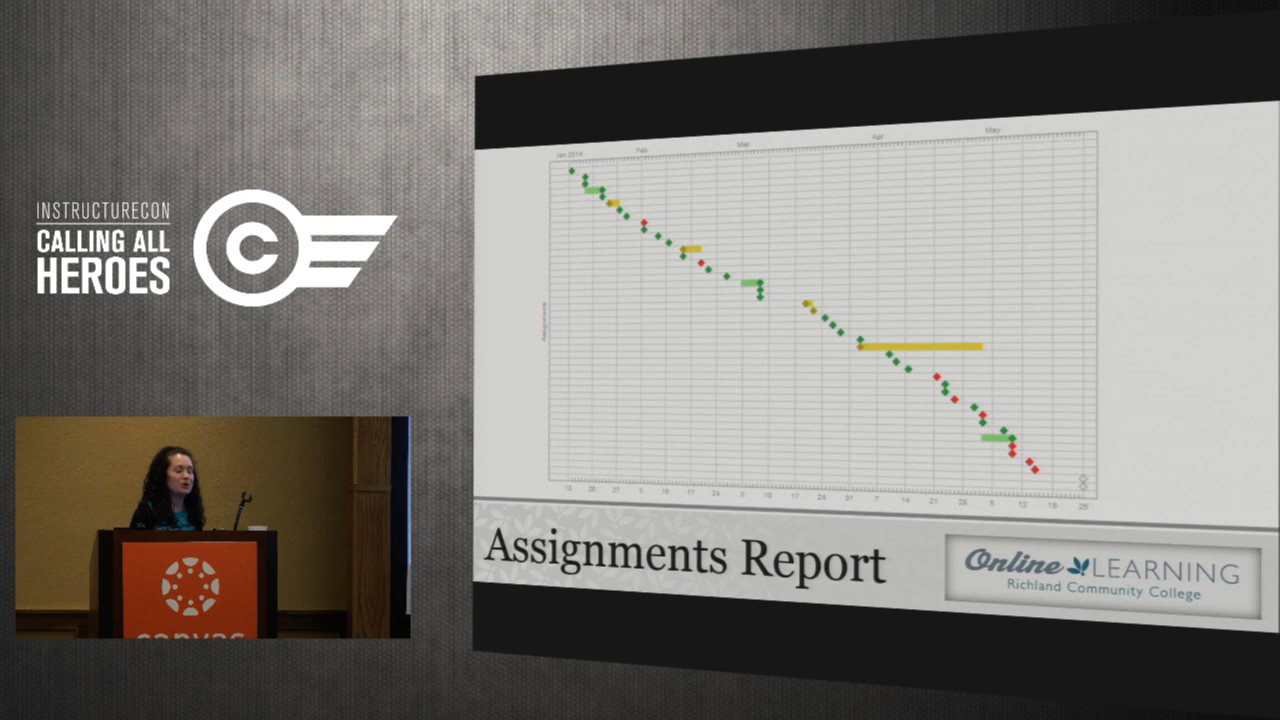 INSTRUCTURECON
CALLING ALL
HEROES
C
canvas
Jan 2014 Feb Mar Apr May
Assignments
13 20 27 3 10 17 24 3 10 17 24 31 7 14 21 28 5 12 19 26
Assignments Report
Online LEARNING
Richland Community College